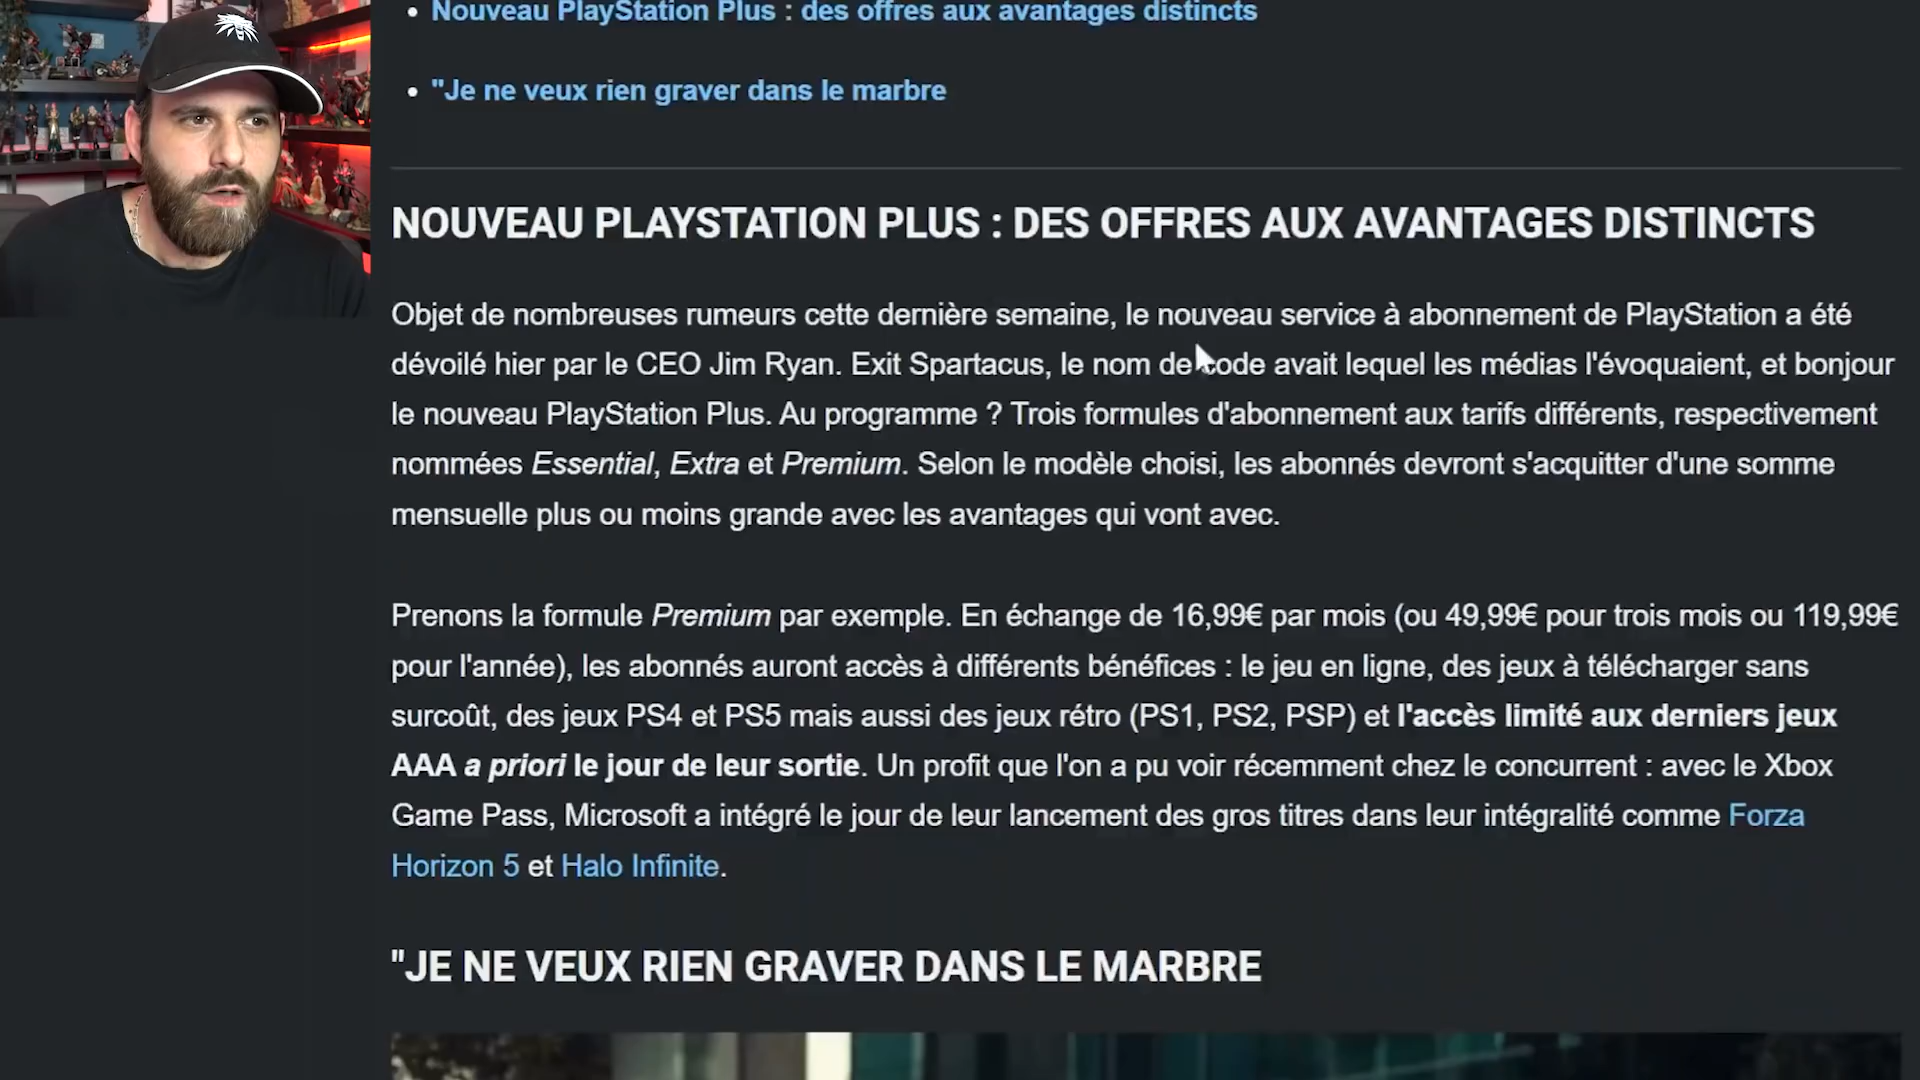 Nouveau PlayStation Plus : des offres aux avantages distincts
"Je ne veux rien graver dans le marbre
NOUVEAU PLAYSTATION PLUS : DES OFFRES AUX AVANTAGES DISTINCTS
Objet de nombreuses rumeurs cette dernière semaine, le nouveau service à abonnement de PlayStation a été
dévoilé hier par le CEO Jim Ryan. Exit Spartacus, le nom de code avait lequel les médias l'évoquaient, et bonjour
le nouveau PlayStation Plus. Au programme ? Trois formules d'abonnement aux tarifs différents, respectivement
nommées Essential, Extra et Premium. Selon le modèle choisi, les abonnés devront s'acquitter d'une somme
mensuelle plus ou moins grande avec les avantages qui vont avec.
Prenons la formule Premium par exemple. En échange de 16,99€ par mois (ou 49,99€ pour trois mois ou 119,99€
pour l'année), les abonnés auront accès à différents bénéfices : le jeu en ligne, des jeux à télécharger sans
surcoût, des jeux PS4 et PS5 mais aussi des jeux rétro (PS1, PS2, PSP) et l'accès limité aux derniers jeux
AAA a priori le jour de leur sortie. Un profit que l'on a pu voir récemment chez le concurrent : avec le Xbox
Game Pass, Microsoft a intégré le jour de leur lancement des gros titres dans leur intégralité comme Forza
Horizon 5 et Halo Infinite.
"JE NE VEUX RIEN GRAVER DANS LE MARBRE